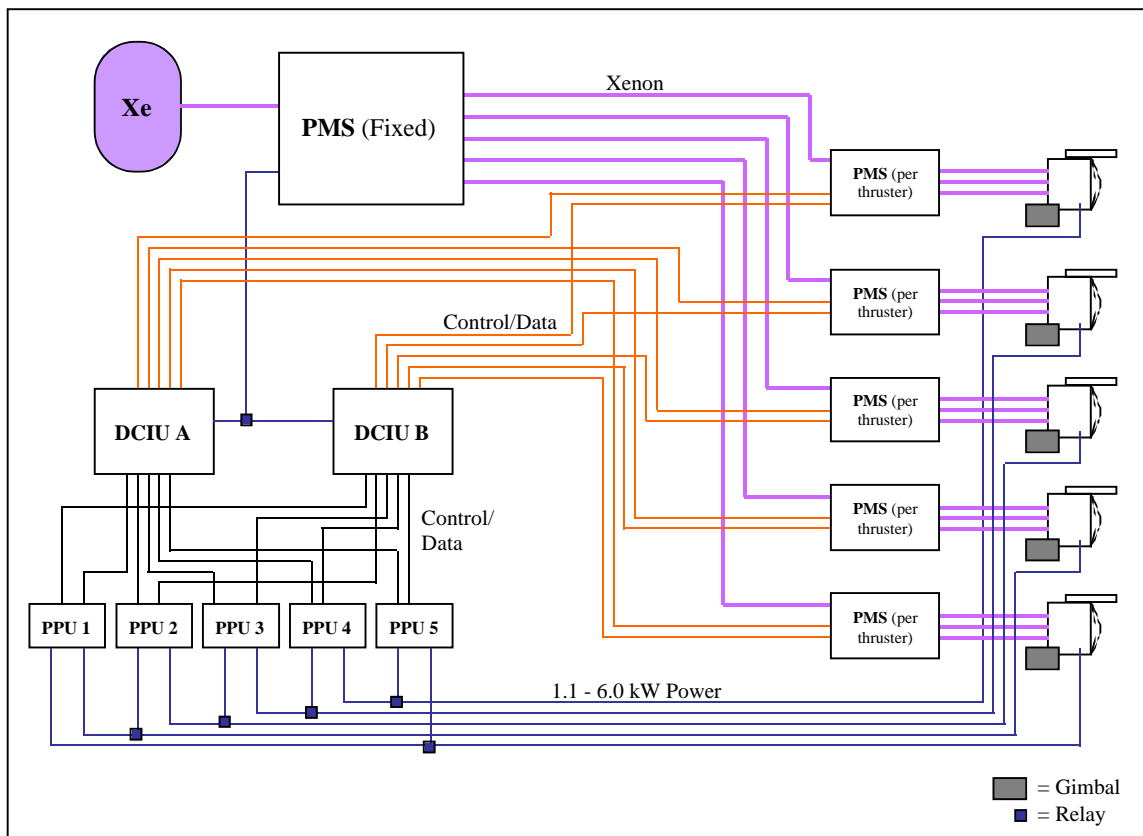 Xenon
Xe
PMS (Fixed)
PMS (per
thruster)
PMS (per
thruster)
Control/Data
PMS (per
thruster)
DCIU A
DCIU B
Control/
Data
PMS (per
thruster)
PPU 1
PPU 2
PPU 3
PPU 4
PPU 5
PMS (per
thruster)
1.1 - 6.0 kW Power
= Gimbal
= Relay